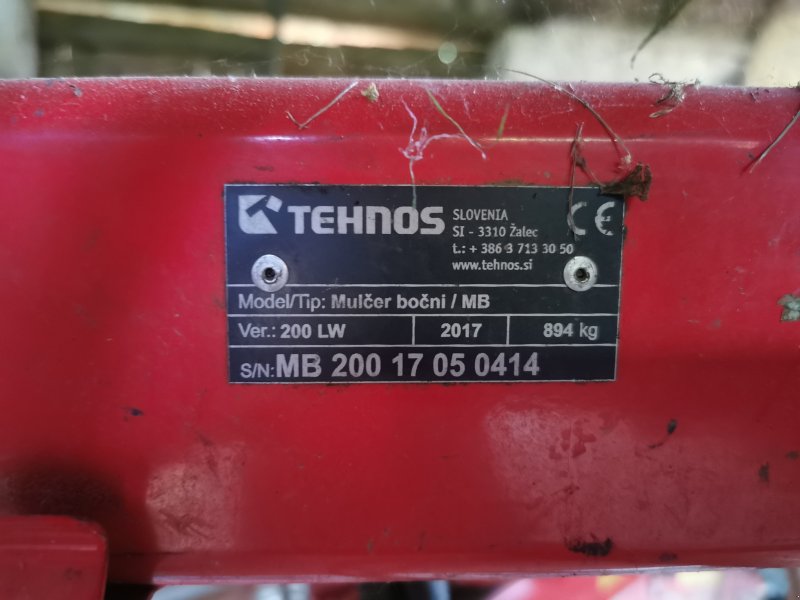 TEHNOS
SLOVENIA
SI - 3310 Žalec
t.: + 386 3 713 30 50
www.tehnos.si
CE
Model/Tip: Mulčer bočni / MB
Ver.: 200 LW 2017 894 kg
S/N: MB 200 17 05 0414